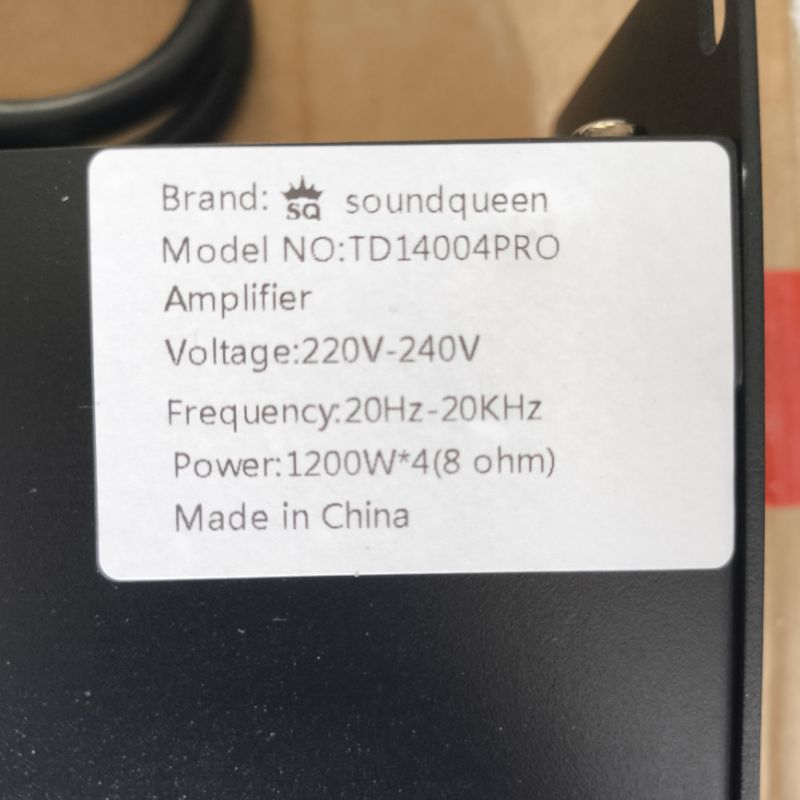 Brand: SQ soundqueen
Model NO:TD14004PRO
Amplifier
Voltage:220V-240V
Frequency:20Hz-20KHz
Power:1200W*4(8 ohm)
Made in China